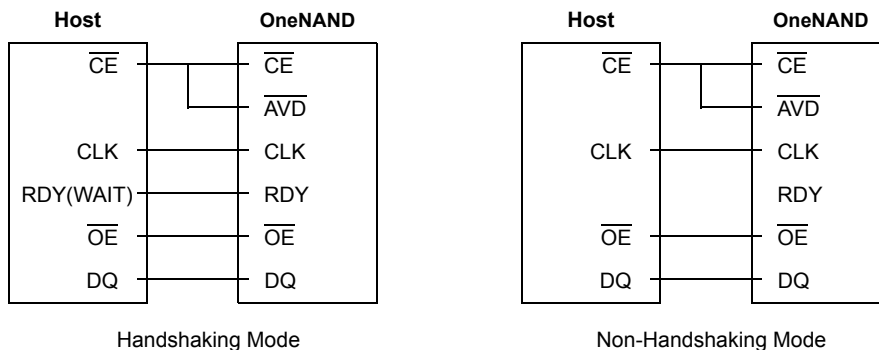 Host OneNAND
CE CE
AVD
CLK CLK
RDY(WAIT) RDY
OE OE
DQ DQ
Handshaking Mode
Host OneNAND
CE CE
AVD
CLK CLK
RDY
OE OE
DQ DQ
Non-Handshaking Mode